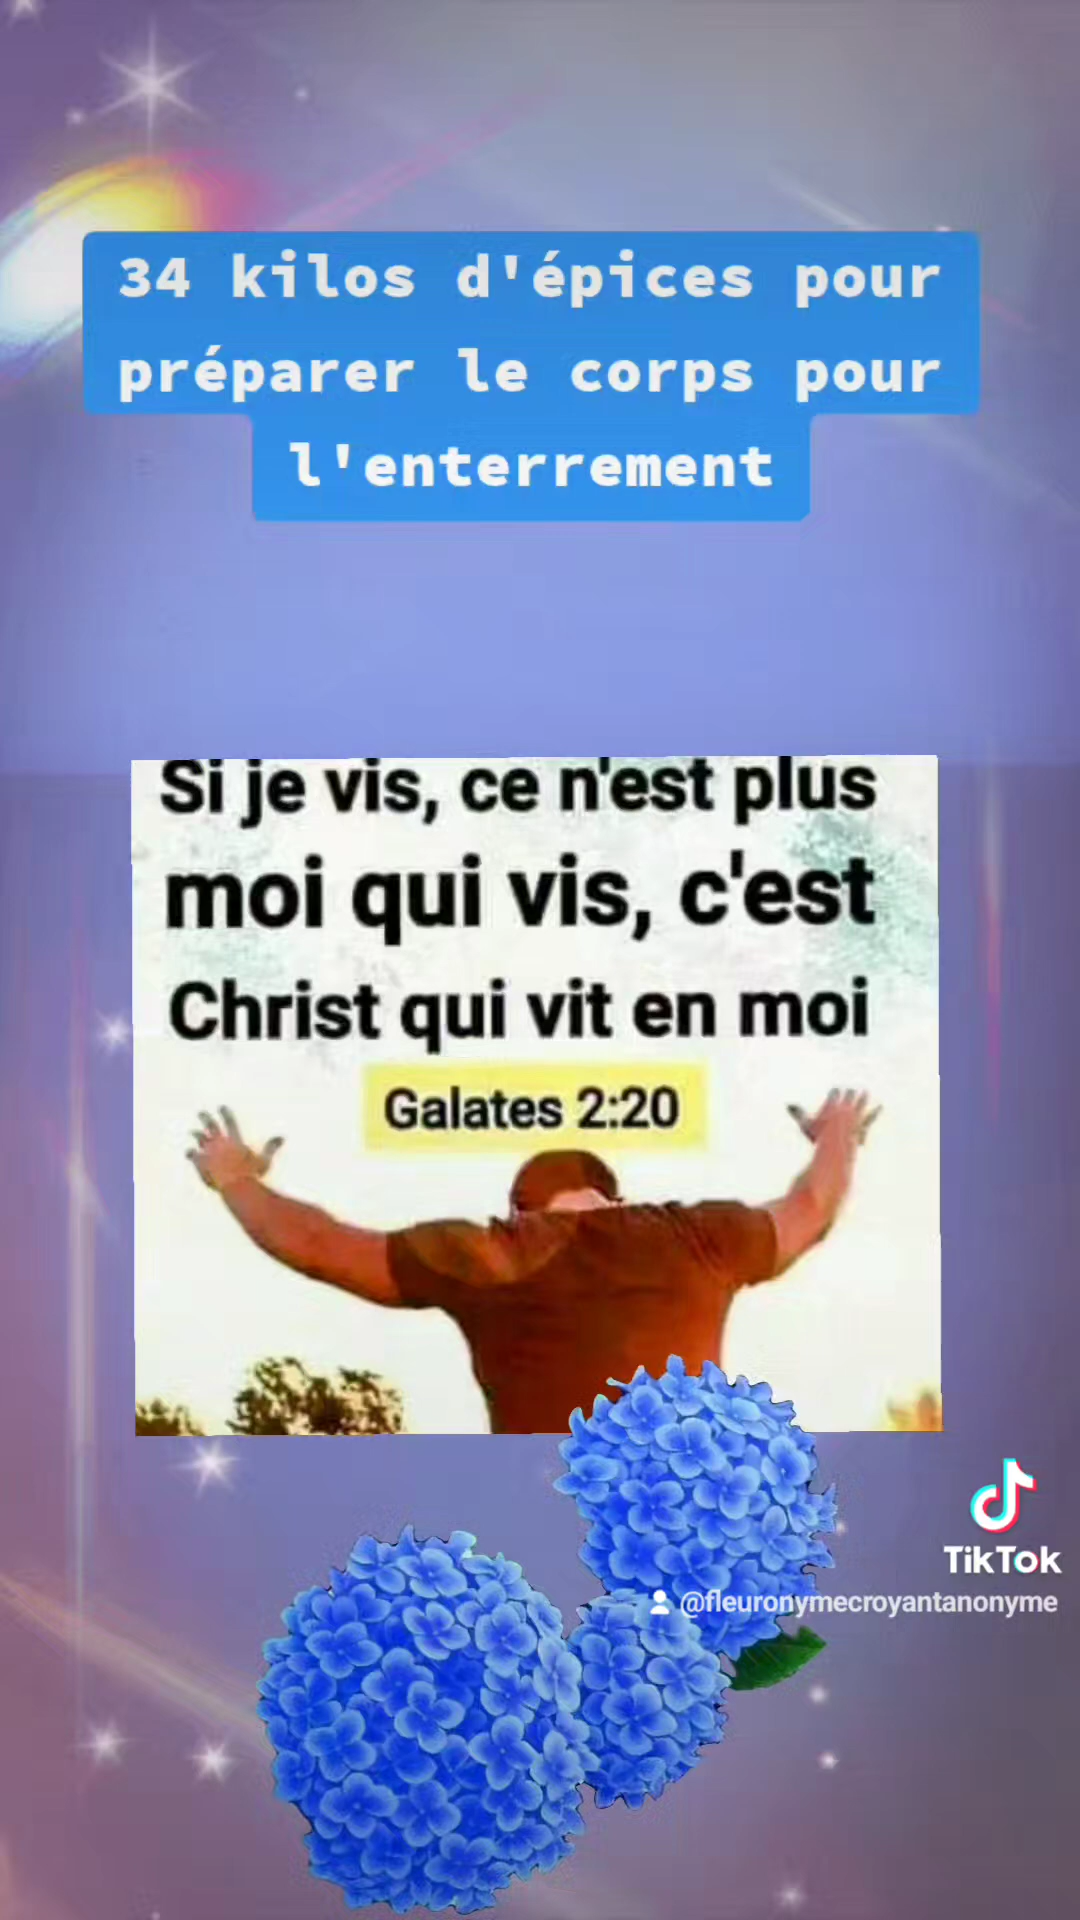 34 kilos d'épices pour
préparer le corps pour
l'enterrement
Si je vis, ce n'est plus
moi qui vis, c'est
Christ qui vit en moi
Galates 2:20
TikTok
@fleuronymecroyantanonyme